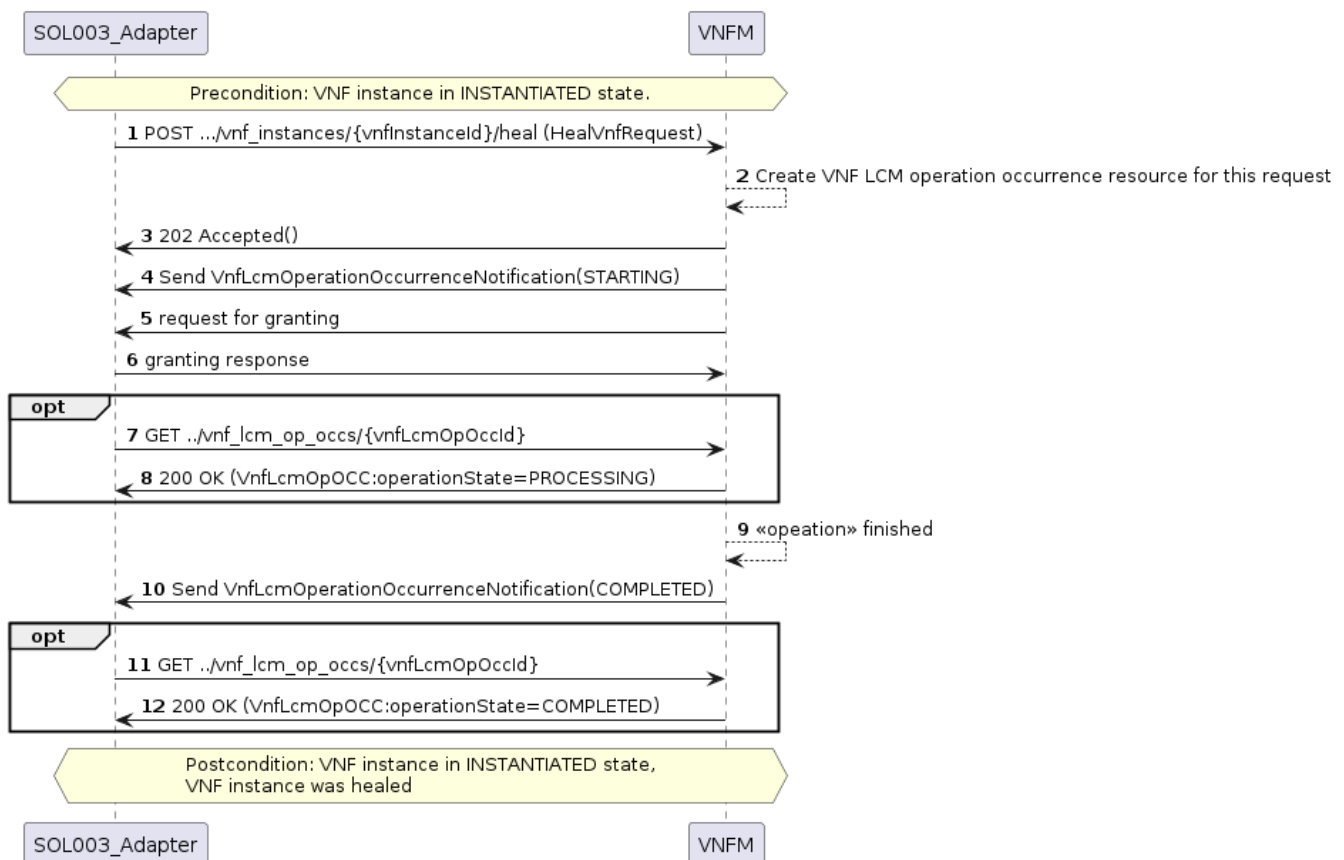 SOL003_Adapter VNFM
Precondition: VNF instance in INSTANTIATED state.
1 POST .../vnf_instances/{vnfInstanceId}/heal (HealVnfRequest)
2 Create VNF LCM operation occurrence resource for this request
3 202 Accepted()
4 Send VnfLcmOperationOccurrenceNotification(STARTING)
5 request for granting
6 granting response
opt
7 GET ../vnf_lcm_op_occs/{vnfLcmOpOccId}
8 200 OK (VnfLcmOpOCC:operationState=PROCESSING)
9 «opeation» finished
10 Send VnfLcmOperationOccurrenceNotification(COMPLETED)
opt
11 GET ../vnf_lcm_op_occs/{vnfLcmOpOccId}
12 200 OK (VnfLcmOpOCC:operationState=COMPLETED)
Postcondition: VNF instance in INSTANTIATED state,
VNF instance was healed
SOL003_Adapter VNFM